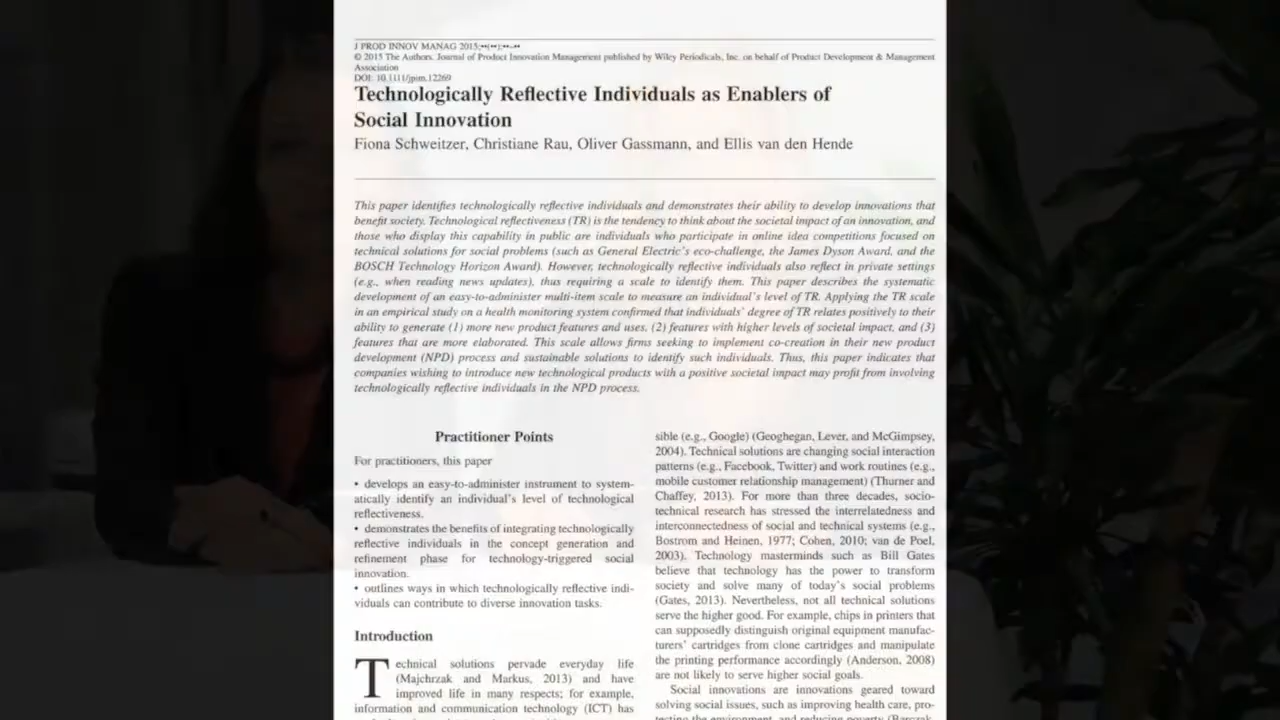 J PROD INNOV MANAG 2015;••(••):••–••
© 2015 The Authors. Journal of Product Innovation Management published by Wiley Periodicals, Inc. on behalf of Product Development & Management
Association
DOI: 10.1111/jpim.12269
Technologically Reflective Individuals as Enablers of
Social Innovation
Fiona Schweitzer, Christiane Rau, Oliver Gassmann, and Ellis van den Hende
This paper identifies technologically reflective individuals and demonstrates their ability to develop innovations that
benefit society. Technological reflectiveness (TR) is the tendency to think about the societal impact of an innovation, and
those who display this capability in public are individuals who participate in online idea competitions focused on
technical solutions for social problems (such as General Electric's eco-challenge, the James Dyson Award, and the
BOSCH Technology Horizon Award). However, technologically reflective individuals also reflect in private settings
(e.g., when reading news updates), thus requiring a scale to identify them. This paper describes the systematic
development of an easy-to-administer multi-item scale to measure an individual's level of TR. Applying the TR scale
in an empirical study on a health monitoring system confirmed that individuals' degree of TR relates positively to their
ability to generate (1) more new product features and uses, (2) features with higher levels of societal impact, and (3)
features that are more elaborated. This scale allows firms seeking to implement co-creation in their new product
development (NPD) process and sustainable solutions to identify such individuals. Thus, this paper indicates that
companies wishing to introduce new technological products with a positive societal impact may profit from involving
technologically reflective individuals in the NPD process.
Practitioner Points
For practitioners, this paper
• develops an easy-to-administer instrument to system-
atically identify an individual's level of technological
reflectiveness.
• demonstrates the benefits of integrating technologically
reflective individuals in the concept generation and
refinement phase for technology-triggered social
innovation.
• outlines ways in which technologically reflective indi-
viduals can contribute to diverse innovation tasks.
Introduction
Technical solutions pervade everyday life
(Majchrzak and Markus, 2013) and have
improved life in many respects; for example,
information and communication technology (ICT) has
sible (e.g., Google) (Geoghegan, Lever, and McGimpsey,
2004). Technical solutions are changing social interaction
patterns (e.g., Facebook, Twitter) and work routines (e.g.,
mobile customer relationship management) (Thurner and
Chaffey, 2013). For more than three decades, socio-
technical research has stressed the interrelatedness and
interconnectedness of social and technical systems (e.g.,
Bostrom and Heinen, 1977; Cohen, 2010; van de Poel,
2003). Technology masterminds such as Bill Gates
believe that technology has the power to transform
society and solve many of today's social problems
(Gates, 2013). Nevertheless, not all technical solutions
serve the higher good. For example, chips in printers that
can supposedly distinguish original equipment manufac-
turers' cartridges from clone cartridges and manipulate
the printing performance accordingly (Anderson, 2008)
are not likely to serve higher social goals.
Social innovations are innovations geared toward
solving social issues, such as improving health care, pro-
tecting the environment, and reducing poverty (Barczak,